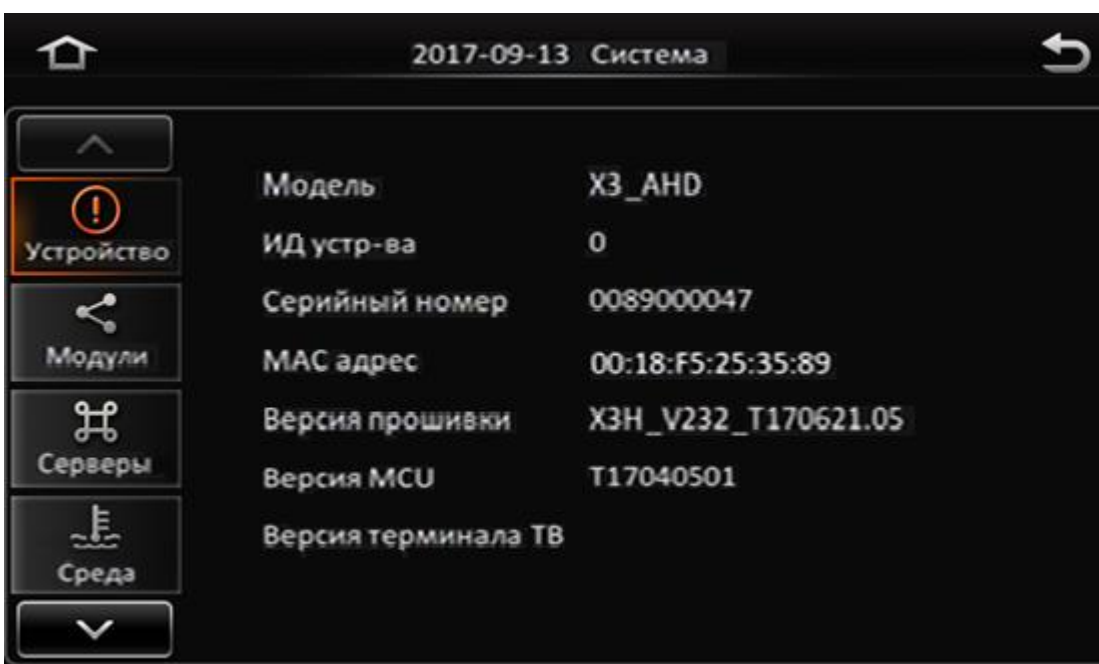 2017-09-13 Система
Устройство
Модули
Серверы
Среда
Модель X3_AHD
ИД устр-ва 0
Серийный номер 0089000047
MAC адрес 00:18:F5:25:35:89
Версия прошивки X3H_V232_T170621.05
Версия MCU T17040501
Версия терминала ТВ